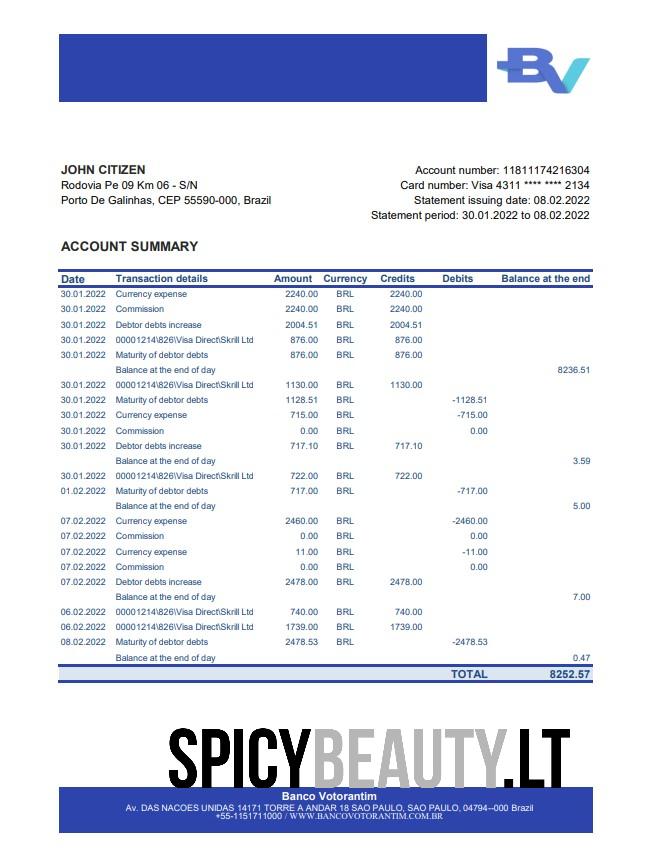 BV
JOHN CITIZEN
Rodovia Pe 09 Km 06 - S/N
Porto De Galinhas, CEP 55590-000, Brazil
Account number: 11811174216304
Card number: Visa 4311 **** **** 2134
Statement issuing date: 08.02.2022
Statement period: 30.01.2022 to 08.02.2022
ACCOUNT SUMMARY
Date Transaction details Amount Currency Credits Debits Balance at the end
30.01.2022 Currency expense 2240.00 BRL 2240.00
30.01.2022 Commission 2240.00 BRL 2240.00
30.01.2022 Debtor debts increase 2004.51 BRL 2004.51
30.01.2022 00001214\826\Visa Direct\Skrill Ltd 876.00 BRL 876.00
30.01.2022 Maturity of debtor debts 876.00 BRL 876.00
Balance at the end of day 8236.51
30.01.2022 00001214\826\Visa Direct\Skrill Ltd 1130.00 BRL 1130.00
30.01.2022 Maturity of debtor debts 1128.51 BRL -1128.51
30.01.2022 Currency expense 715.00 BRL -715.00
30.01.2022 Commission 0.00 BRL 0.00
30.01.2022 Debtor debts increase 717.10 BRL 717.10
Balance at the end of day 3.59
30.01.2022 00001214\826\Visa Direct\Skrill Ltd 722.00 BRL 722.00
01.02.2022 Maturity of debtor debts 717.00 BRL -717.00
Balance at the end of day 5.00
07.02.2022 Currency expense 2460.00 BRL -2460.00
07.02.2022 Commission 0.00 BRL 0.00
07.02.2022 Currency expense 11.00 BRL -11.00
07.02.2022 Commission 0.00 BRL 0.00
07.02.2022 Debtor debts increase 2478.00 BRL 2478.00
Balance at the end of day 7.00
06.02.2022 00001214\826\Visa Direct\Skrill Ltd 740.00 BRL 740.00
06.02.2022 00001214\826\Visa Direct\Skrill Ltd 1739.00 BRL 1739.00
08.02.2022 Maturity of debtor debts 2478.53 BRL -2478.53
Balance at the end of day 0.47
TOTAL 8252.57
SPICYBEAUTY.LT
Banco Votorantim
Av. DAS NACOES UNIDAS 14171 TORRE A ANDAR 18 SAO PAULO, SAO PAULO, 04794--000 Brazil
+55-1151711000 / WWW.BANCOVOTORANTIM.COM.BR